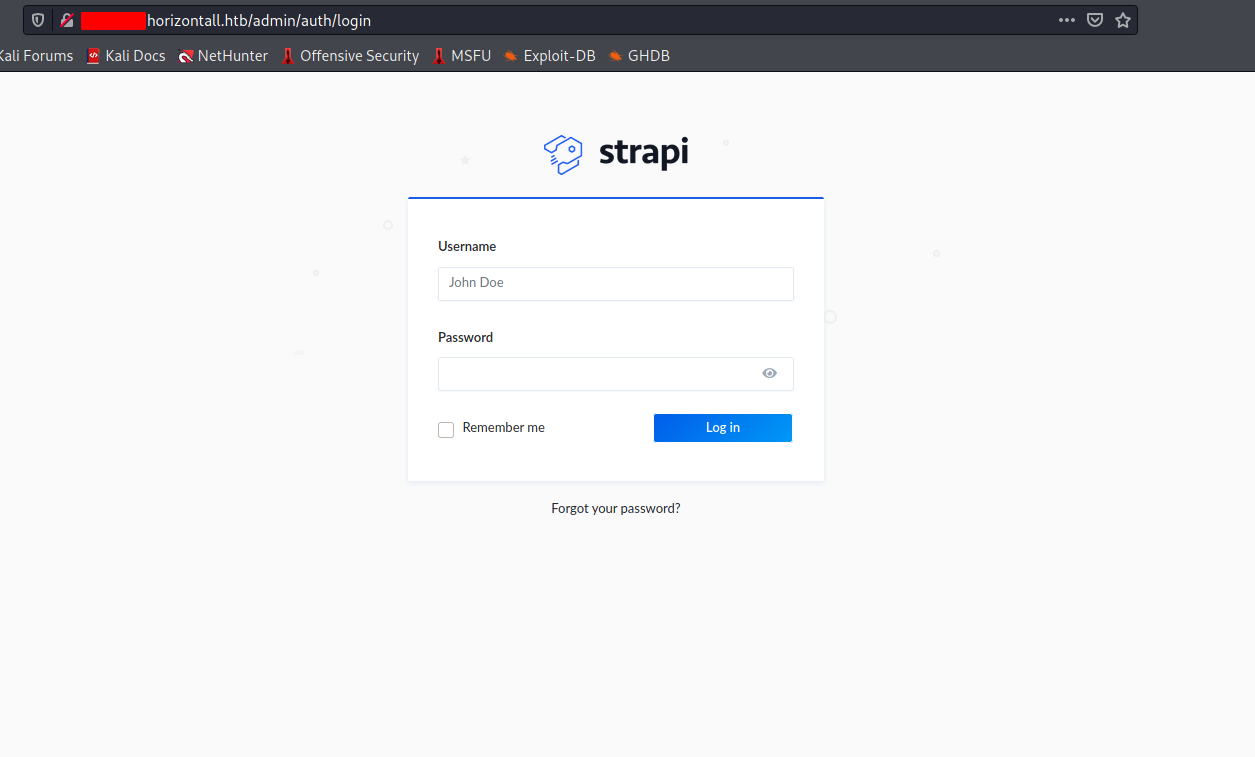 horizontall.htb/admin/auth/login
Kali Forums Kali Docs NetHunter Offensive Security MSFU Exploit-DB GHDB
strapi
Username
John Doe
Password
Remember me Log in
Forgot your password?